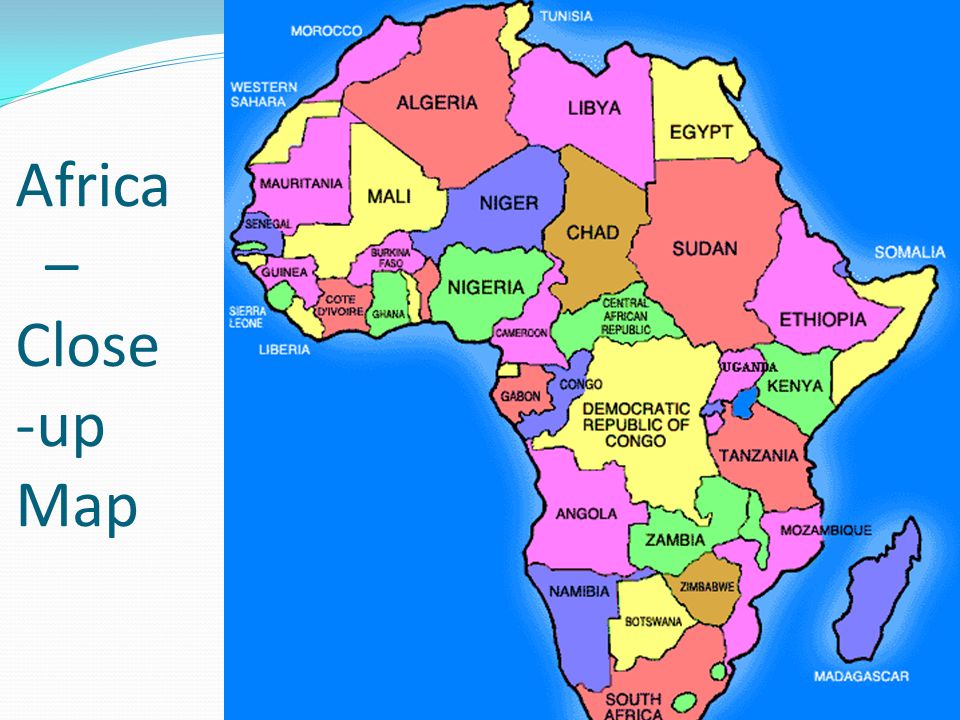 Africa
–
Close
-up
Map
TUNISIA
MOROCCO
WESTERN
SAHARA
ALGERIA
LIBYA
EGYPT
MAURITANIA
MALI
NIGER
CHAD
SUDAN
SENEGAL
SOMALIA
GUINEA
BURKINA
FASO
NIGERIA
SIERRA
LEONE
COTE
D'IVOIRE
GHANA
LIBERIA
CAMEROON
CENTRAL
AFRICAN
REPUBLIC
ETHIOPIA
UGANDA
KENYA
GABON
CONGO
DEMOCRATIC
REPUBLIC OF
CONGO
TANZANIA
ANGOLA
ZAMBIA
MOZAMBIQUE
NAMIBIA
ZIMBABWE
BOTSWANA
MADAGASCAR
SOUTH
AFRICA